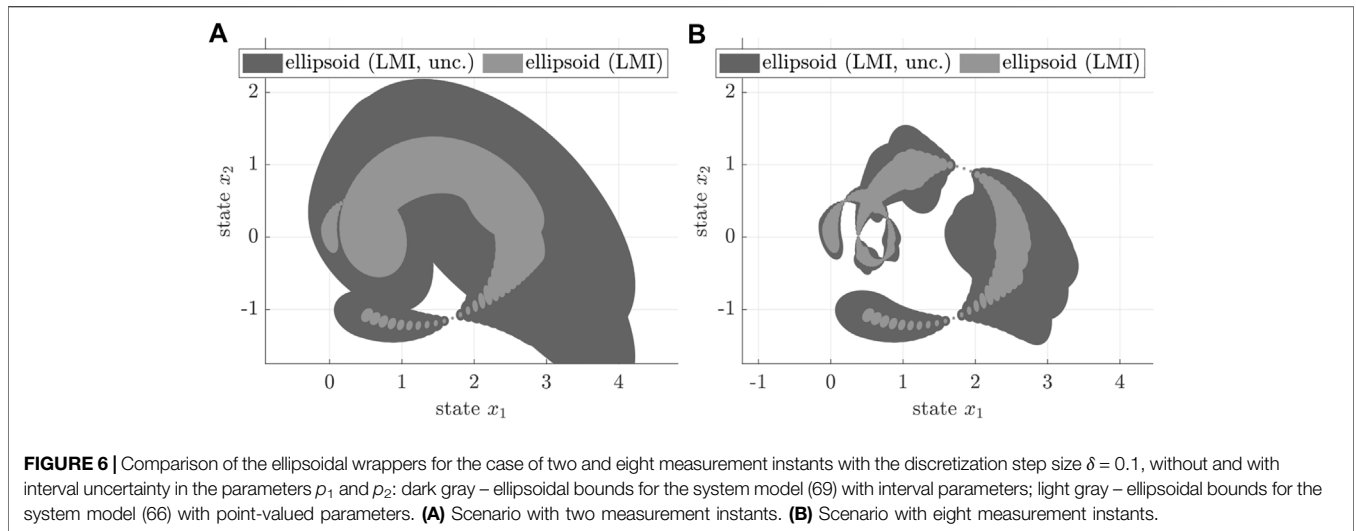 A
B
ellipsoid (LMI, unc.) ellipsoid (LMI)
ellipsoid (LMI, unc.) ellipsoid (LMI)
2
1
0
-1
state x₂
0 1 2 3 4
state x₁
2
1
0
-1
state x₂
-1 0 1 2 3 4
state x₁
FIGURE 6 | Comparison of the ellipsoidal wrappers for the case of two and eight measurement instants with the discretization step size δ = 0.1, without and with
interval uncertainty in the parameters p₁ and p₂: dark gray – ellipsoidal bounds for the system model (69) with interval parameters; light gray – ellipsoidal bounds for the
system model (66) with point-valued parameters. (A) Scenario with two measurement instants. (B) Scenario with eight measurement instants.